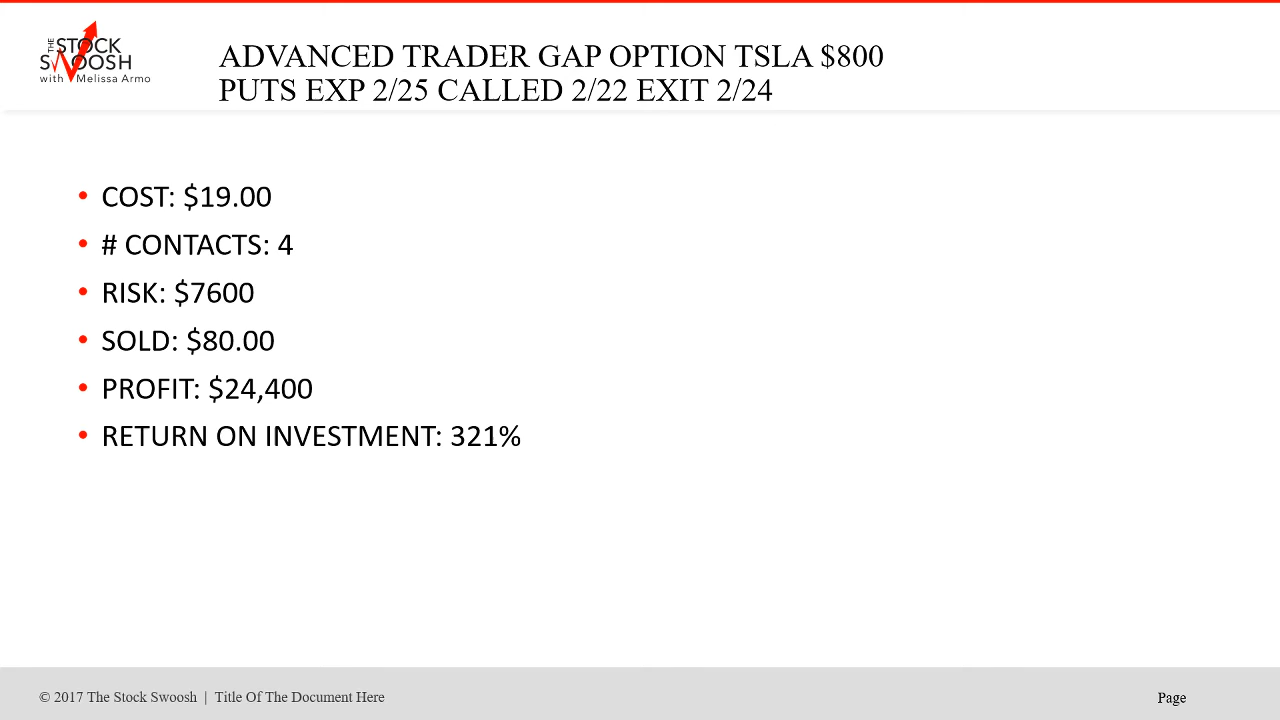 THE STOCK
SWOOSH
with Melissa Armo
ADVANCED TRADER GAP OPTION TSLA $800
PUTS EXP 2/25 CALLED 2/22 EXIT 2/24
• COST: $19.00
• # CONTACTS: 4
• RISK: $7600
• SOLD: $80.00
• PROFIT: $24,400
• RETURN ON INVESTMENT: 321%
© 2017 The Stock Swoosh | Title Of The Document Here
Page